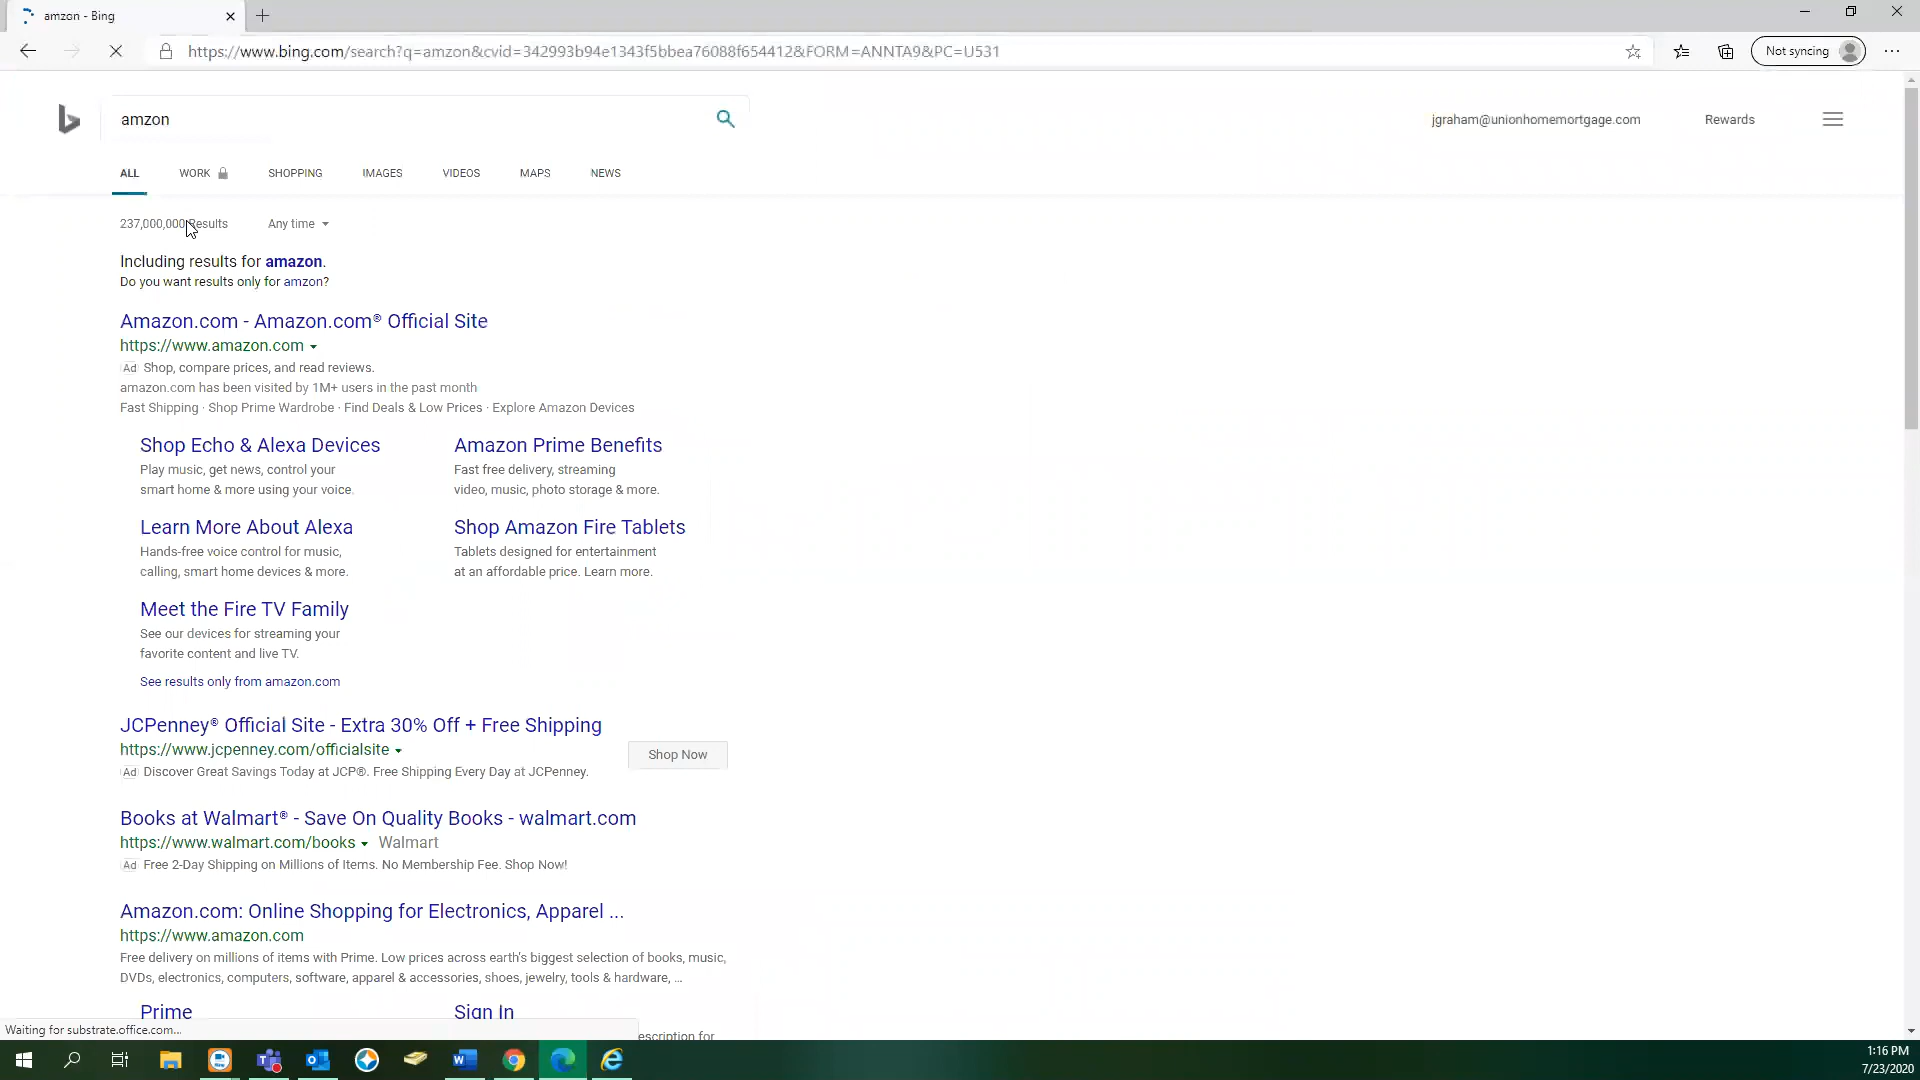 amzon - Bing
https://www.bing.com/search?q=amzon&cvid=342993b94e1343f5bbea76088f654412&FORM=ANNTA9&PC=U531
Not syncing
amzon
jgraham@unionhomemortgage.com
Rewards
ALL WORK SHOPPING IMAGES VIDEOS MAPS NEWS
237,000,000 Results Any time
Including results for amazon.
Do you want results only for amzon?
Amazon.com - Amazon.com® Official Site
https://www.amazon.com
Ad Shop, compare prices, and read reviews.
amazon.com has been visited by 1M+ users in the past month
Fast Shipping · Shop Prime Wardrobe · Find Deals & Low Prices · Explore Amazon Devices
Shop Echo & Alexa Devices
Play music, get news, control your
smart home & more using your voice.
Amazon Prime Benefits
Fast free delivery, streaming
video, music, photo storage & more.
Learn More About Alexa
Hands-free voice control for music,
calling, smart home devices & more.
Shop Amazon Fire Tablets
Tablets designed for entertainment
at an affordable price. Learn more.
Meet the Fire TV Family
See our devices for streaming your
favorite content and live TV.
See results only from amazon.com
JCPenney® Official Site - Extra 30% Off + Free Shipping
https://www.jcpenney.com/officialsite
Ad Discover Great Savings Today at JCP®. Free Shipping Every Day at JCPenney.
Shop Now
Books at Walmart® - Save On Quality Books - walmart.com
https://www.walmart.com/books Walmart
Ad Free 2-Day Shipping on Millions of Items. No Membership Fee. Shop Now!
Amazon.com: Online Shopping for Electronics, Apparel ...
https://www.amazon.com
Free delivery on millions of items with Prime. Low prices across earth's biggest selection of books, music,
DVDs, electronics, computers, software, apparel & accessories, shoes, jewelry, tools & hardware, ...
Prime
Sign In
escription for
Waiting for substrate.office.com...
1:16 PM
7/23/2020